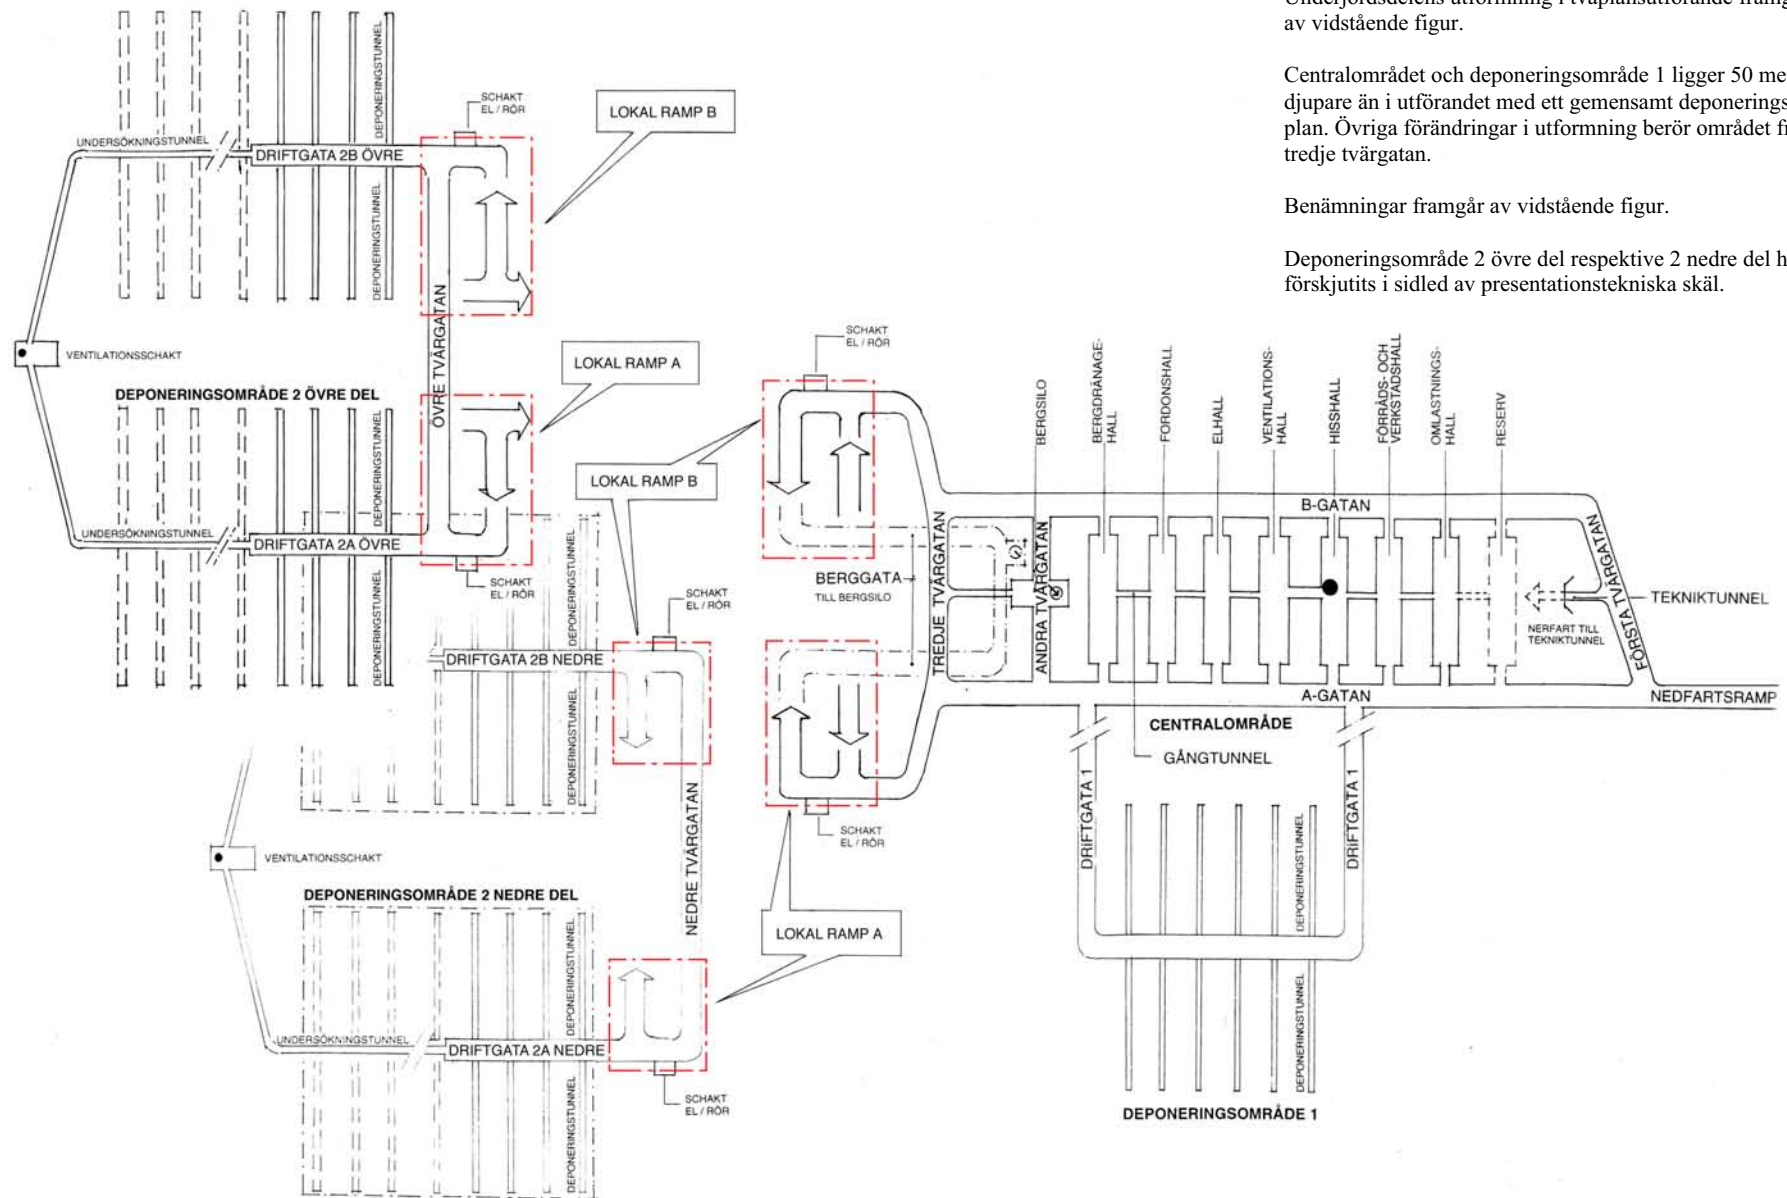 av vidstående figur.
Centralområdet och deponeringsområde 1 ligger 50
djupare än i utförandet med ett gemensamt deponerings
plan. Övriga förändringar i utformning berör området
tredje tvärgatan.
Benämningar framgår av vidstående figur.
Deponeringsområde 2 övre del respektive 2 nedre del
förskjutits i sidled av presentationstekniska skäl.
DEPONERINGSTUNNEL
SCHAKT
EL / RÖR
LOKAL RAMP B
UNDERSÖKNINGSTUNNEL
DRIFTGATA 2B ÖVRE
DEPONERINGSTUNNEL
ÖVRE TVÄRGATAN
VENTILATIONSSCHAKT
LOKAL RAMP A
DEPONERINGSOMRÅDE 2 ÖVRE DEL
DEPONERINGSTUNNEL
UNDERSÖKNINGSTUNNEL
DRIFTGATA 2A ÖVRE
SCHAKT
EL / RÖR
DEPONERINGSTUNNEL
LOKAL RAMP B
SCHAKT
EL / RÖR
BERGSILO
BERGDRÄNAGE-
HALL
FORDONSHALL
ELHALL
VENTILATIONS-
HALL
HISSHALL
FÖRRÅDS- OCH
VERKSTADSHALL
OMLASTNINGS-
HALL
RESERV
B-GATAN
BERGGATA
TILL BERGSILO
TREDJE TVÄRGATAN
ANDRA TVÄRGATAN
FÖRSTA TVÄRGATAN
TEKNIKTUNNEL
NERFART TILL
TEKNIKTUNNEL
A-GATAN
NEDFARTSRAMP
CENTRALOMRÅDE
GÅNGTUNNEL
DEPONERINGSTUNNEL
SCHAKT
EL / RÖR
DRIFTGATA 2B NEDRE
DEPONERINGSTUNNEL
NEDRE TVÄRGATAN
SCHAKT
EL / RÖR
VENTILATIONSSCHAKT
DEPONERINGSOMRÅDE 2 NEDRE DEL
LOKAL RAMP A
DEPONERINGSTUNNEL
UNDERSÖKNINGSTUNNEL
DRIFTGATA 2A NEDRE
SCHAKT
EL / RÖR
DEPONERINGSTUNNEL
DRIFTGATA 1
DRIFTGATA 1
DEPONERINGSTUNNEL
DEPONERINGSTUNNEL
DEPONERINGSOMRÅDE 1